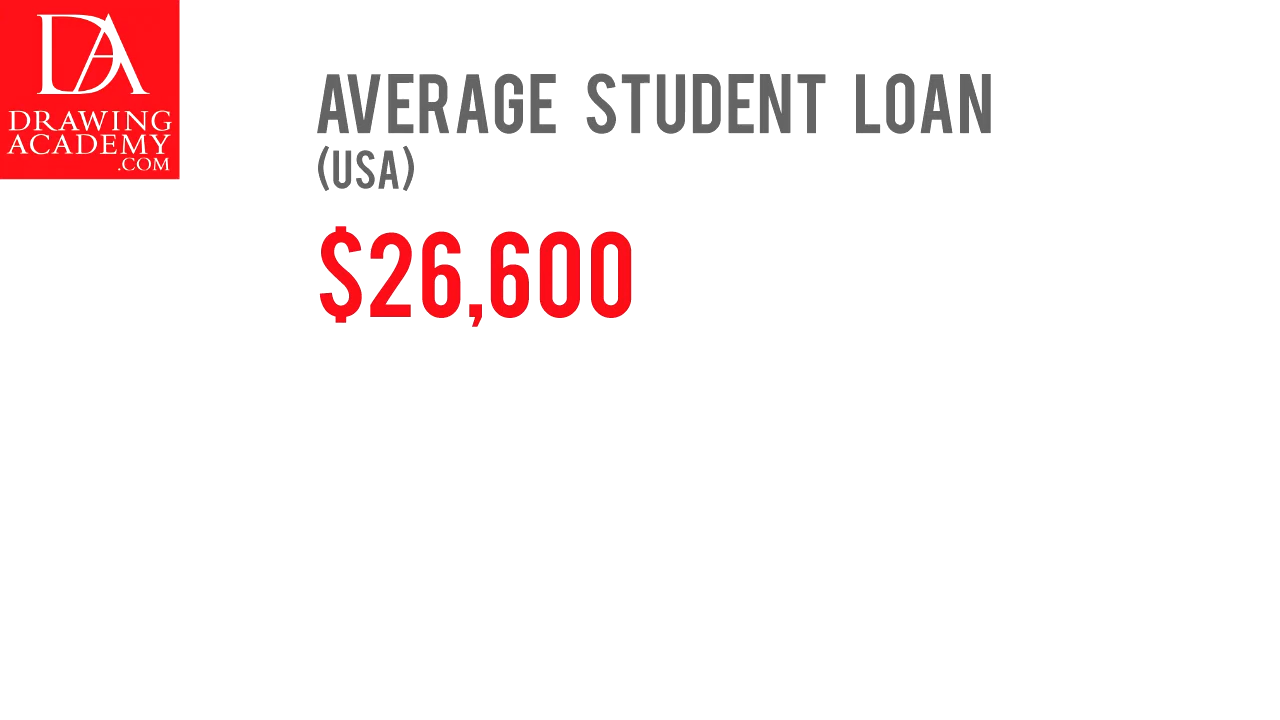 DA
DRAWING
ACADEMY
.COM
AVERAGE STUDENT LOAN
(USA)
$26,600